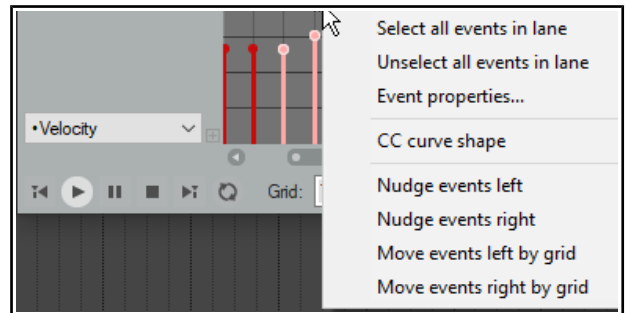 Select all events in lane
Unselect all events in lane
Event properties...
•Velocity
CC curve shape
Grid:
Nudge events left
Nudge events right
Move events left by grid
Move events right by grid